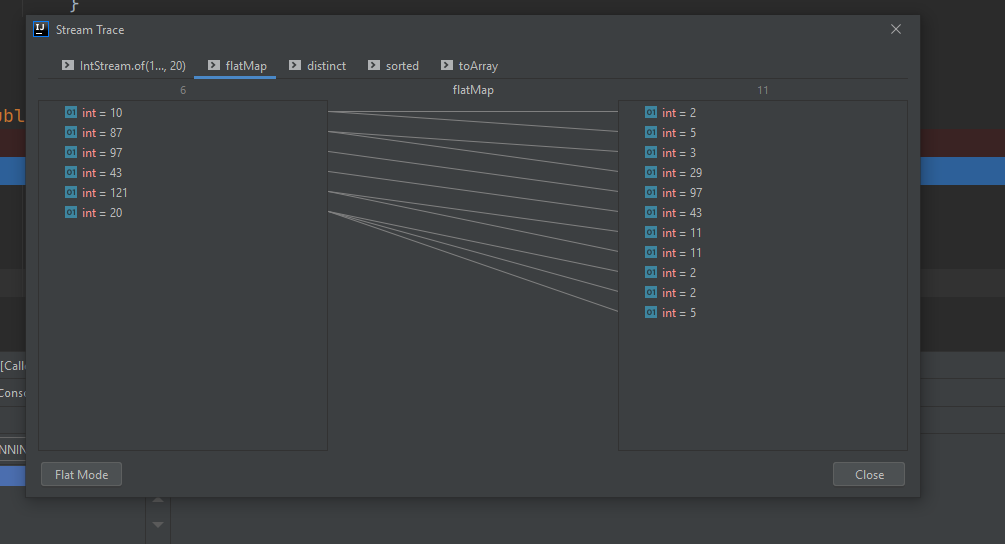 }
IJ
Stream Trace
IntStream.of(1..., 20)
flatMap
distinct
sorted
toArray
6
flatMap
11
01 int = 10
01 int = 87
01 int = 97
01 int = 43
01 int = 121
01 int = 20
01 int = 2
01 int = 5
01 int = 3
01 int = 29
01 int = 97
01 int = 43
01 int = 11
01 int = 11
01 int = 2
01 int = 2
01 int = 5
ubl
[Calle
Conso
NNIN
Flat Mode
Close